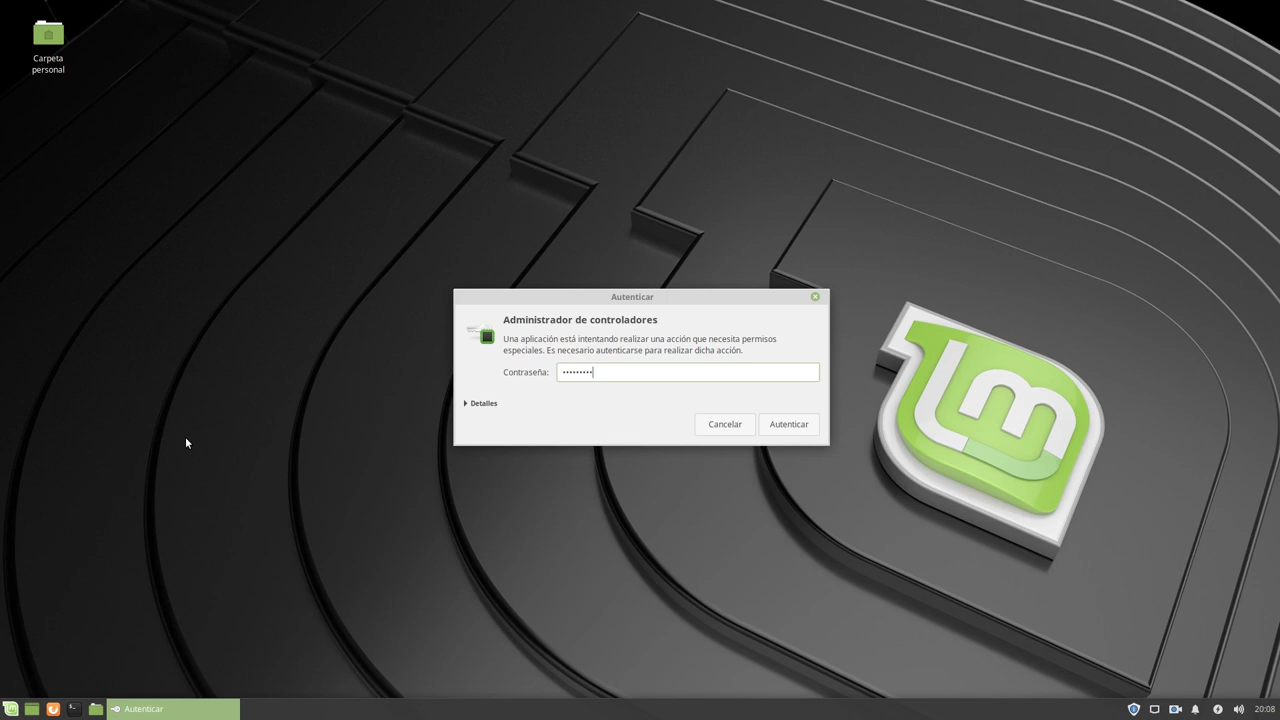 Carpeta
personal
Autenticar
Administrador de controladores
Una aplicación está intentando realizar una acción que necesita permisos
especiales. Es necesario autenticarse para realizar dicha acción.
Contraseña: •••••••••
Detalles
Cancelar Autenticar
Autenticar 20:08